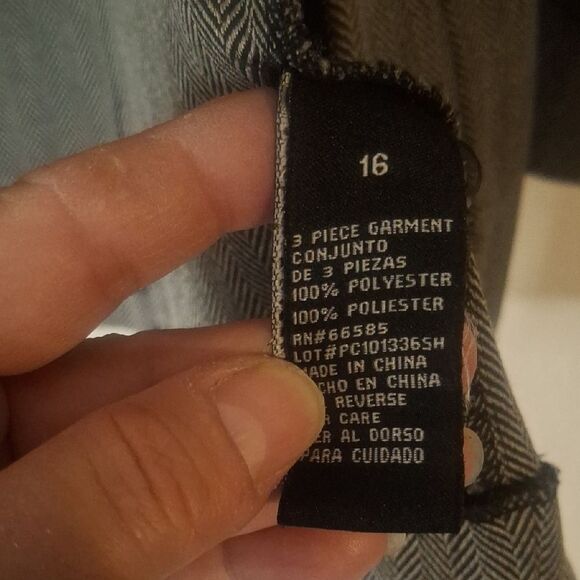 16
3 PIECE GARMENT
CONJUNTO
DE 3 PIEZAS
100% POLYESTER
100% POLIESTER
RN#66585
LOT#PC101336SH
MADE IN CHINA
CHO EN CHINA
REVERSE
CARE
AL DORSO
PARA CUIDADO